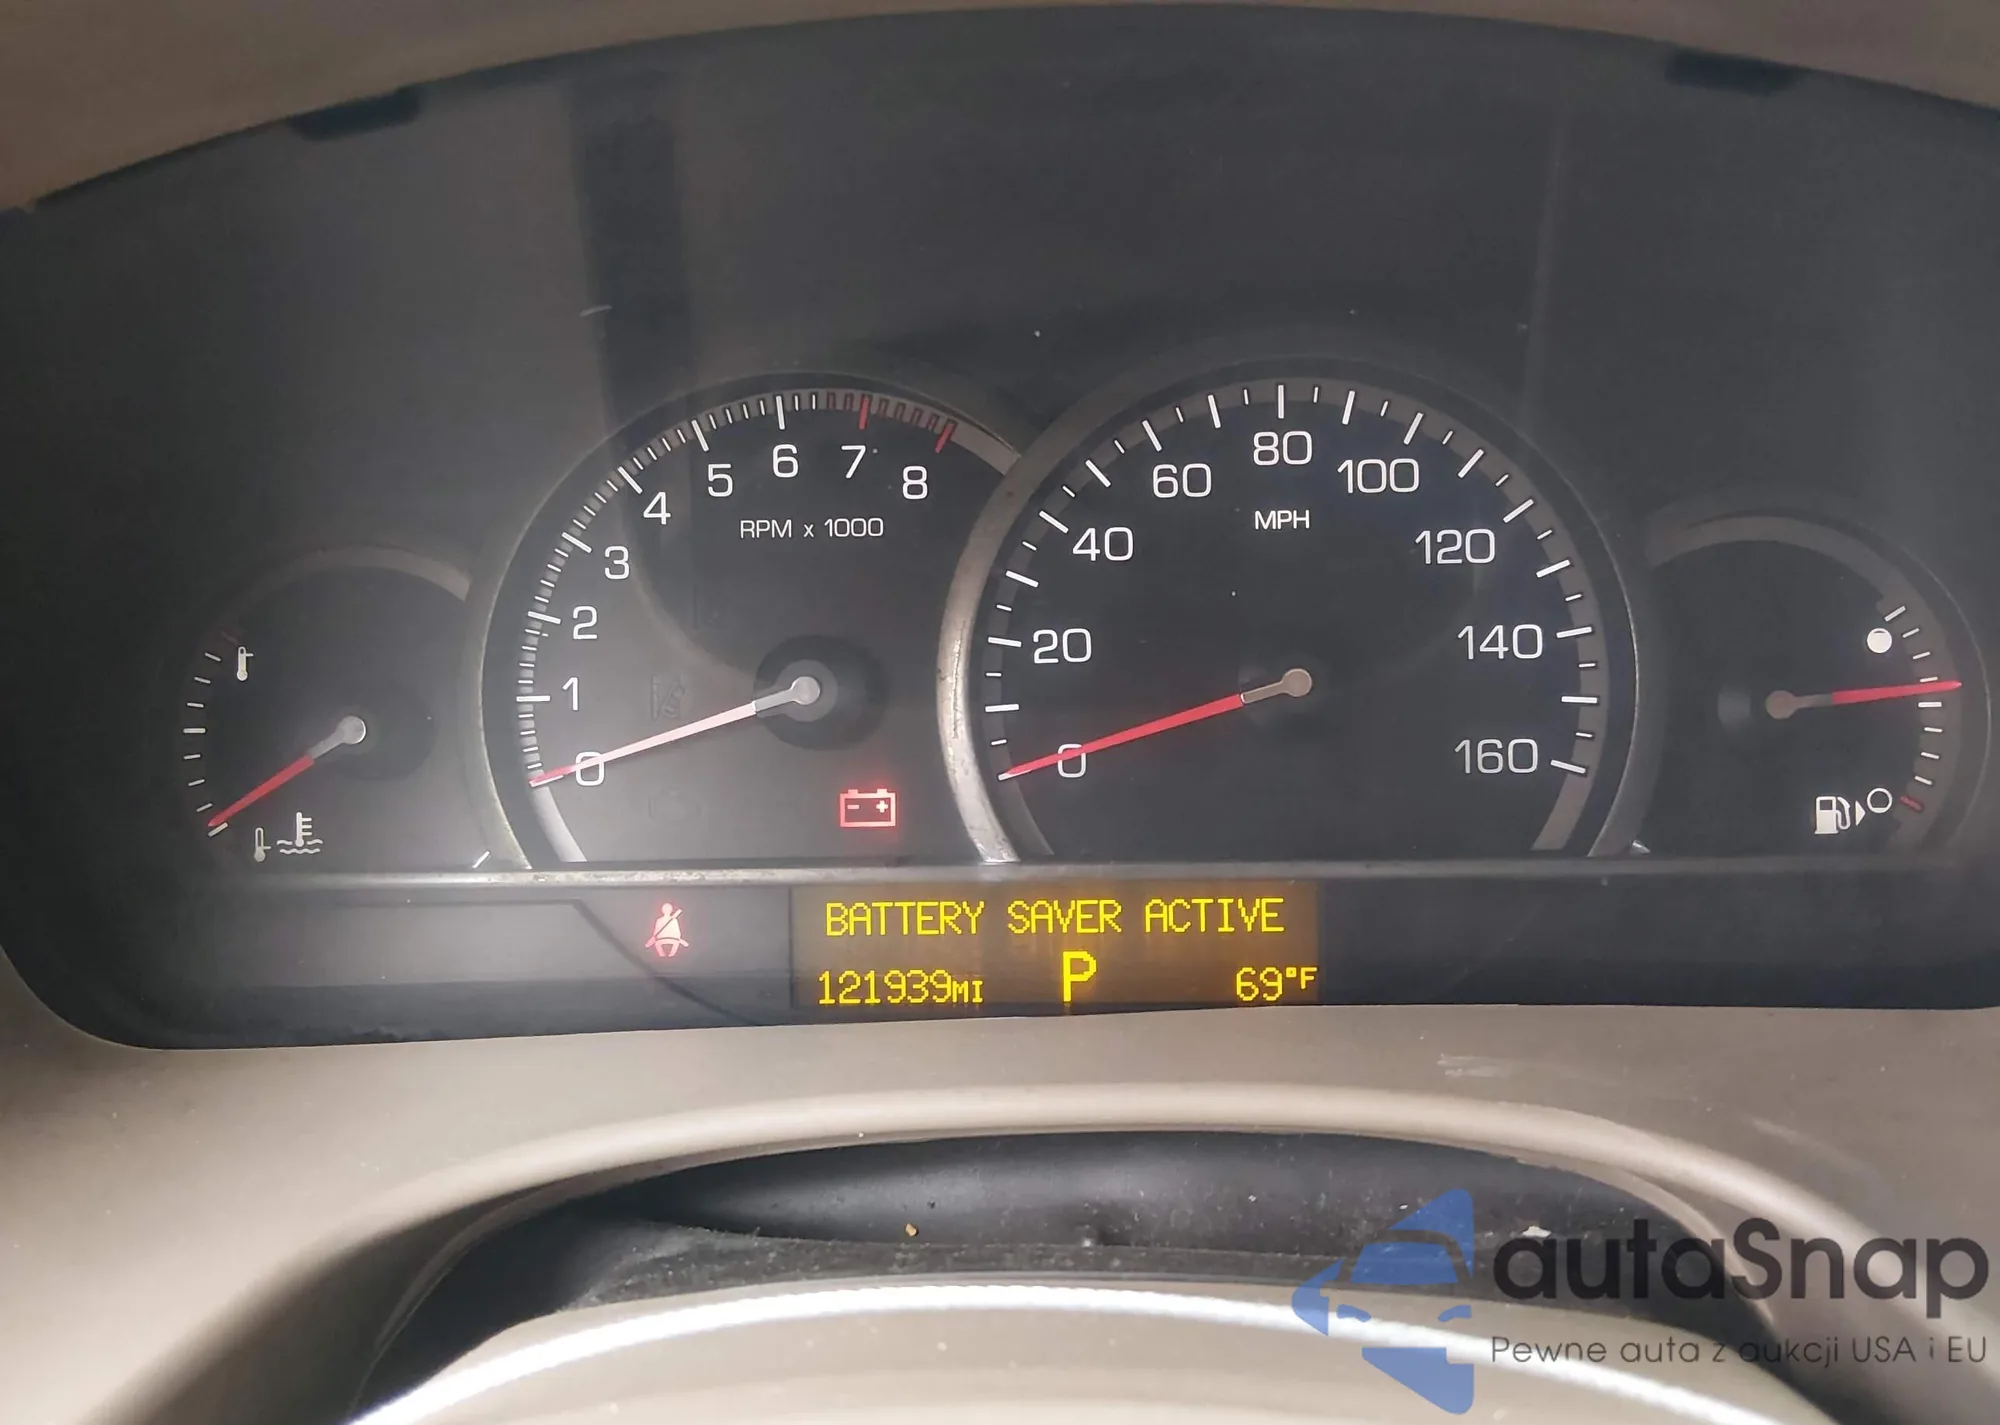 5 6 7 8
4
RPM x 1000
3
2
1
0
80
60 100
MPH
40 120
20 140
0 160
BATTERY SAVER ACTIVE
121939MI P 69°F
autaSnap
Pewne auta z aukcji USA i EU